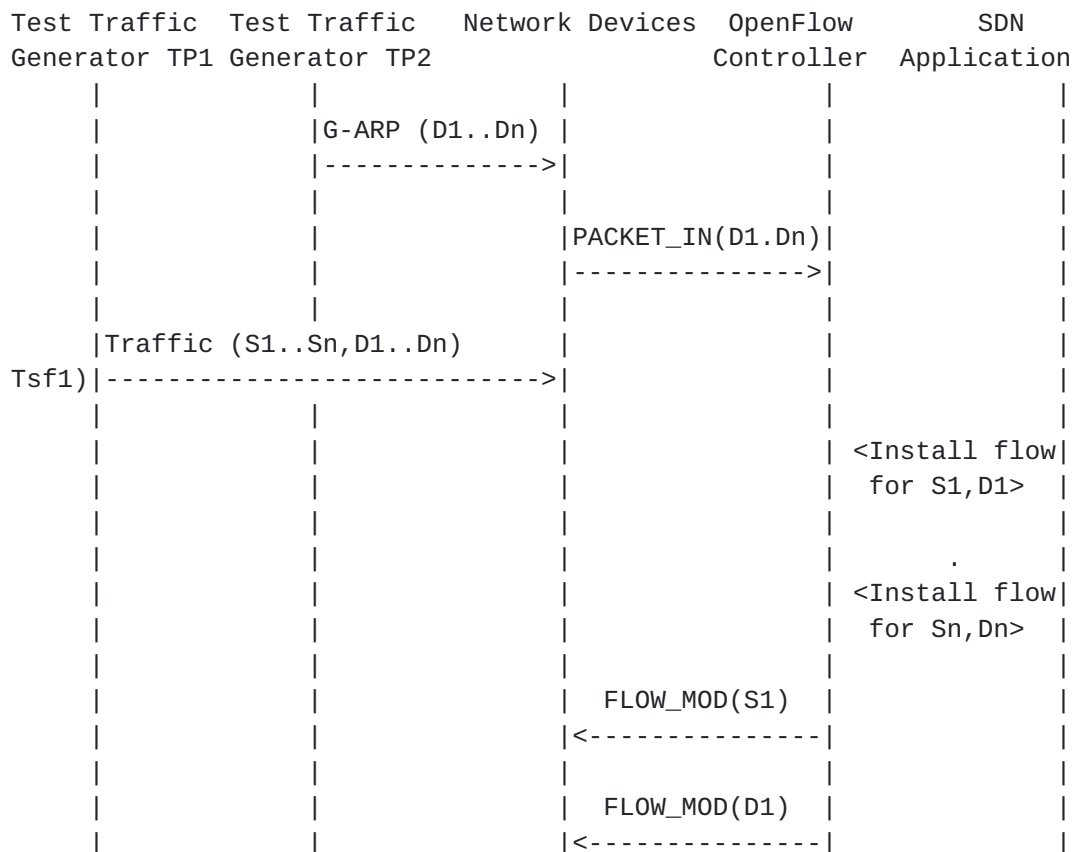 Test Traffic  Test Traffic   Network Devices  OpenFlow        SDN
Generator TP1 Generator TP2                  Controller  Application
     |             |               |                |              |
     |             |G-ARP (D1..Dn) |                |              |
     |             |-------------->|                |              |
     |             |               |                |              |
     |             |               |PACKET_IN(D1.Dn)|              |
     |             |               |--------------->|              |
     |             |               |                |              |
     |Traffic (S1..Sn,D1..Dn)      |                |              |
Tsf1)|---------------------------->|                |              |
     |             |               |                |              |
     |             |               |                | <Install flow|
     |             |               |                |  for S1,D1>  |
     |             |               |                |              |
     |             |               |                |       .      |
     |             |               |                | <Install flow|
     |             |               |                |  for Sn,Dn>  |
     |             |               |                |              |
     |             |               |  FLOW_MOD(S1)  |              |
     |             |               |<---------------|              |
     |             |               |                |              |
     |             |               |  FLOW_MOD(D1)  |              |
     |             |               |<---------------|              |